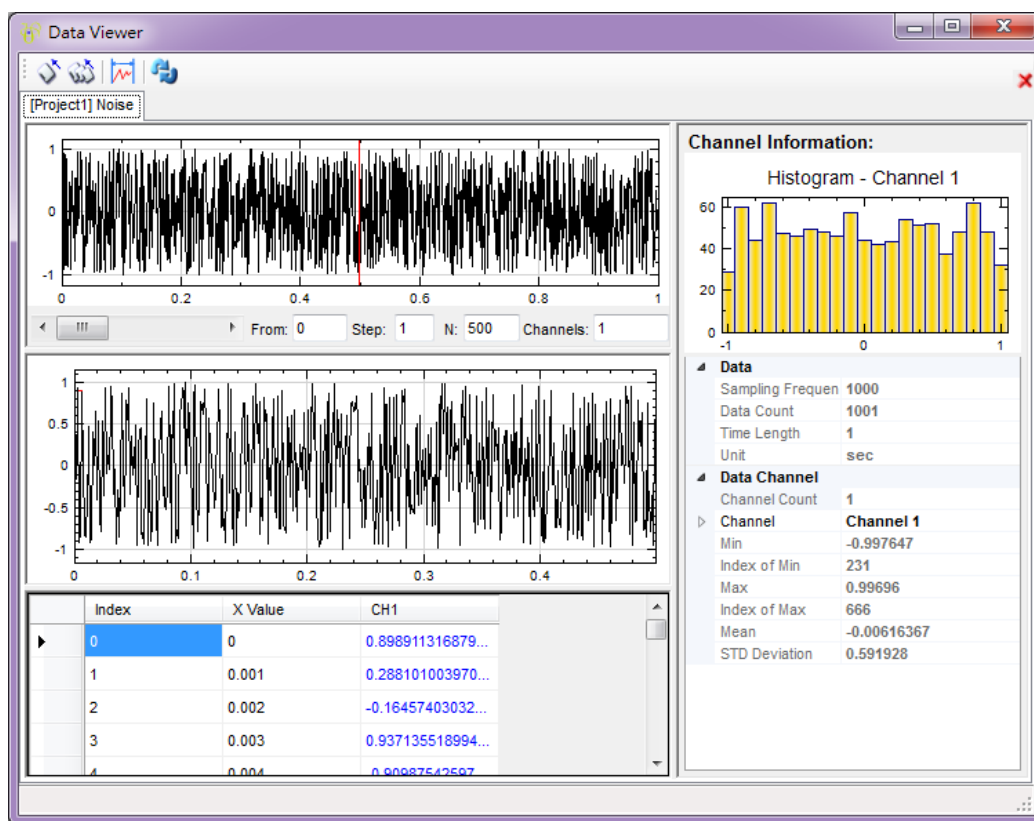 Data Viewer
[Project1] Noise
1
0
-1
0 0.2 0.4 0.6 0.8 1
From: 0 Step: 1 N: 500 Channels: 1
1
0.5
0
-0.5
-1
0 0.1 0.2 0.3 0.4
Index X Value CH1
0 0 0.898911316879...
1 0.001 0.288101003970...
2 0.002 -0.16457403032...
3 0.003 0.937135518994...
4 0.004 -0.90987542597...
Channel Information:
Histogram - Channel 1
60
40
20
0
-1 0 1
Data
Sampling Frequen 1000
Data Count 1001
Time Length 1
Unit sec
Data Channel
Channel Count 1
Channel Channel 1
Min -0.997647
Index of Min 231
Max 0.99696
Index of Max 666
Mean -0.00616367
STD Deviation 0.591928